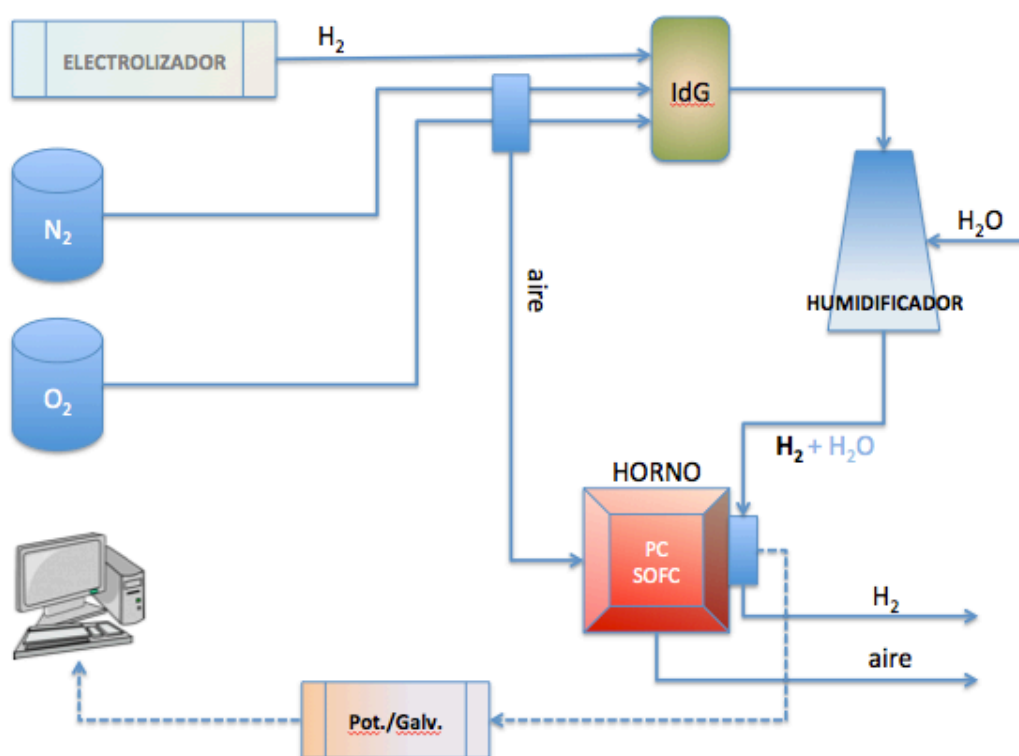 H₂
ELECTROLIZADOR
IdG
N₂
H₂O
aire
HUMIDIFICADOR
O₂
H₂ + H₂O
HORNO
PC
SOFC
H₂
aire
Pot./Galv.